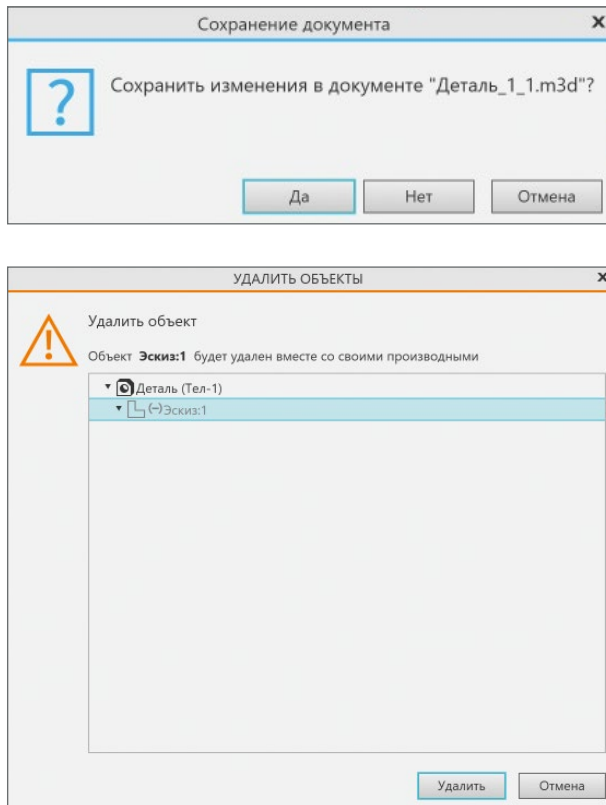 Сохранение документа
Сохранить изменения в документе "Деталь_1_1.m3d"?
Да Нет Отмена
УДАЛИТЬ ОБЪЕКТЫ
Удалить объект
Объект Эскиз:1 будет удален вместе со своими производными
Деталь (Тел-1)
(-)Эскиз:1
Удалить Отмена